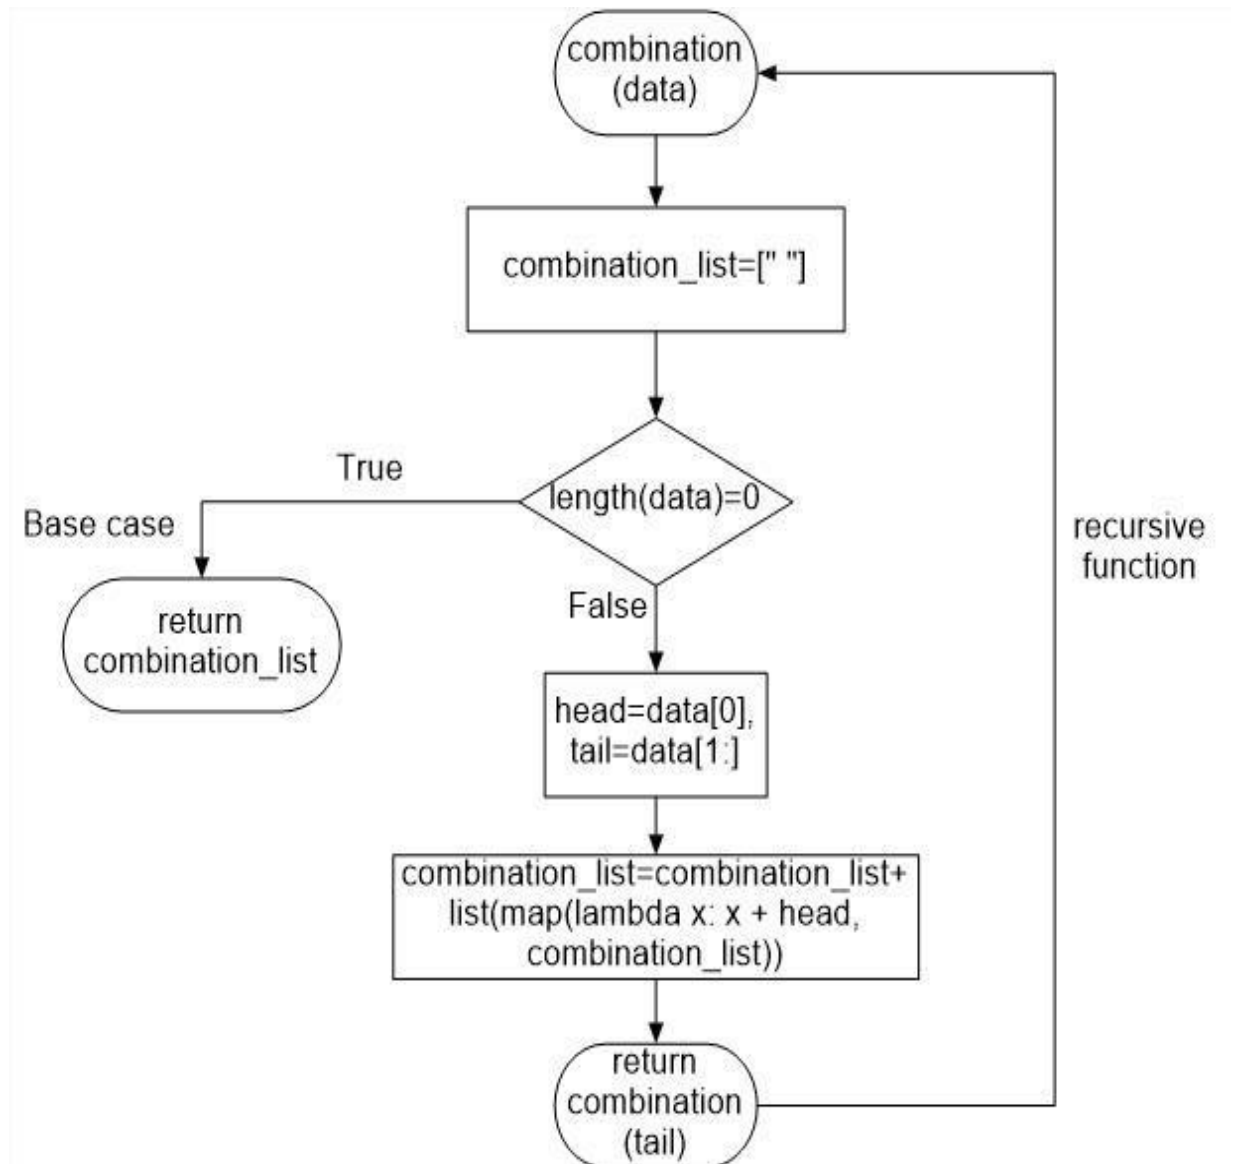 combination
(data)
combination_list=[" "]
True
length(data)=0
Base case
recursive
function
return
combination_list
False
head=data[0],
tail=data[1:]
combination_list=combination_list+
list(map(lambda x: x + head,
combination_list))
return
combination
(tail)